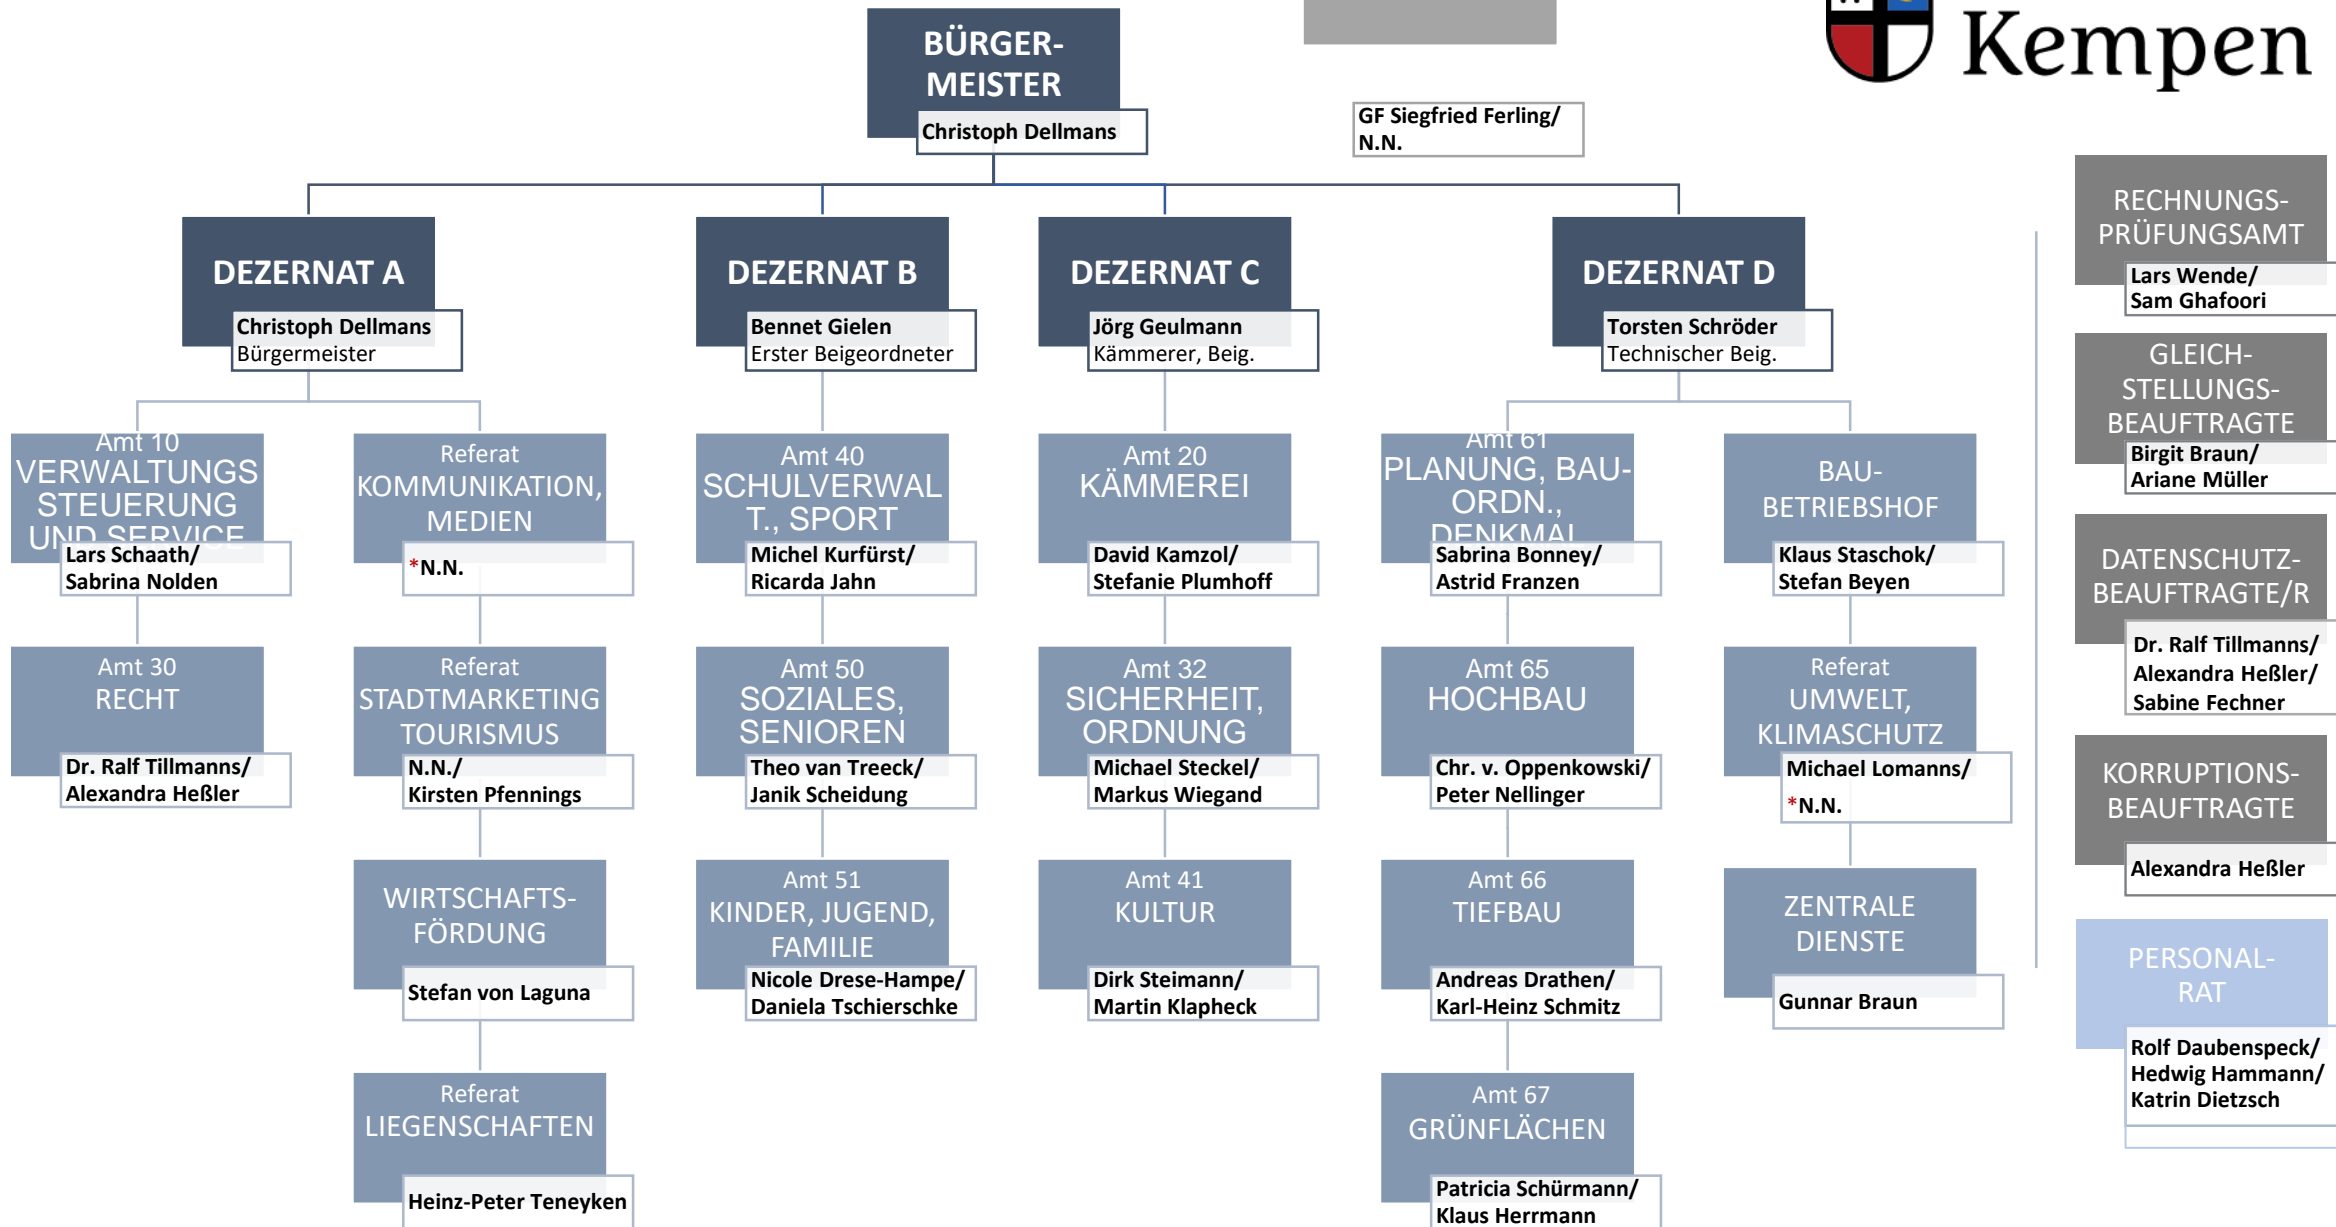 Kempen
BÜRGER-
MEISTER
Christoph Dellmans
GF Siegfried Ferling/
N.N.
DEZERNAT A
Christoph Dellmans
Bürgermeister
DEZERNAT B
Bennet Gielen
Erster Beigeordneter
DEZERNAT C
Jörg Geulmann
Kämmerer, Beig.
DEZERNAT D
Torsten Schröder
Technischer Beig.
Amt 10
VERWALTUNGS
STEUERUNG
UND SERVICE
Lars Schaath/
Sabrina Nolden
Amt 30
RECHT
Dr. Ralf Tillmanns/
Alexandra Heßler
Referat
KOMMUNIKATION,
MEDIEN
*N.N.
Referat
STADTMARKETING
TOURISMUS
N.N./
Kirsten Pfennings
WIRTSCHAFTS-
FÖRDUNG
Stefan von Laguna
Referat
LIEGENSCHAFTEN
Heinz-Peter Teneyken
Amt 40
SCHULVERWAL
T., SPORT
Michel Kurfürst/
Ricarda Jahn
Amt 50
SOZIALES,
SENIOREN
Theo van Treeck/
Janik Scheidung
Amt 51
KINDER, JUGEND,
FAMILIE
Nicole Drese-Hampe/
Daniela Tschierschke
Amt 20
KÄMMEREI
David Kamzol/
Stefanie Plumhoff
Amt 32
SICHERHEIT,
ORDNUNG
Michael Steckel/
Markus Wiegand
Amt 41
KULTUR
Dirk Steimann/
Martin Klapheck
Amt 61
PLANUNG, BAU-
ORDN.,
DENKMAL
Sabrina Bonney/
Astrid Franzen
Amt 65
HOCHBAU
Chr. v. Oppenkowski/
Peter Nellinger
Amt 66
TIEFBAU
Andreas Drathen/
Karl-Heinz Schmitz
Amt 67
GRÜNFLÄCHEN
Patricia Schürmann/
Klaus Herrmann
BAU-
BETRIEBSHOF
Klaus Staschok/
Stefan Beyen
Referat
UMWELT,
KLIMASCHUTZ
Michael Lomanns/
*N.N.
ZENTRALE
DIENSTE
Gunnar Braun
RECHNUNGS-
PRÜFUNGSAMT
Lars Wende/
Sam Ghafoori
GLEICH-
STELLUNGS-
BEAUFTRAGTE
Birgit Braun/
Ariane Müller
DATENSCHUTZ-
BEAUFTRAGTE/R
Dr. Ralf Tillmanns/
Alexandra Heßler/
Sabine Fechner
KORRUPTIONS-
BEAUFTRAGTE
Alexandra Heßler
PERSONAL-
RAT
Rolf Daubenspeck/
Hedwig Hammann/
Katrin Dietzsch